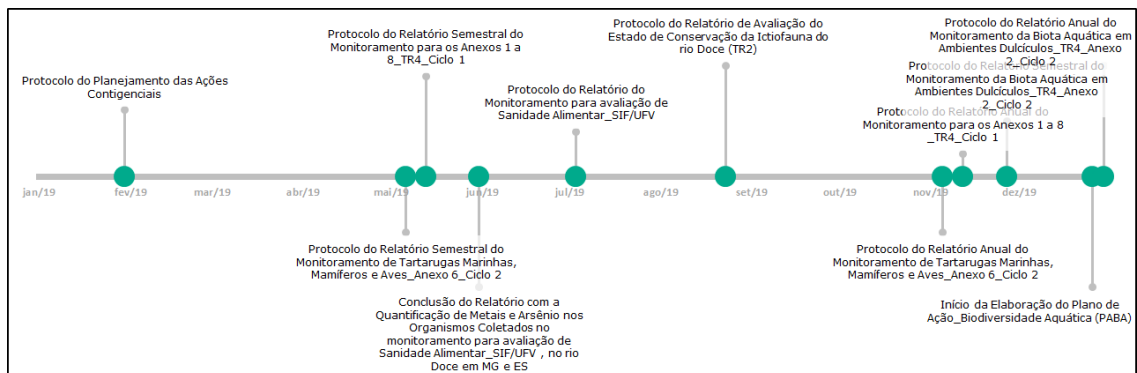 Protocolo do Planejamento das Ações
Contigenciais
Protocolo do Relatório Semestral do
Monitoramento para os Anexos 1 a
8_TR4_Ciclo 1
Protocolo do Relatório do
Monitoramento para avaliação de
Sanidade Alimentar_SIF/UFV
Protocolo do Relatório de Avaliação do
Estado de Conservação da Ictiofauna do
rio Doce (TR2)
Protocolo do Relatório Anual do
Monitoramento da Biota Aquática em
Ambientes Dulcículos_TR4_Anexo
2_Ciclo 2
Protocolo do Relatório Semestral do
Monitoramento da Biota Aquática em
Ambientes Dulcículos_TR4_Anexo
2_Ciclo 2
Protocolo do Relatório Anual do
Monitoramento para os Anexos 1 a 8
_TR4_Ciclo 1
jan/19
fev/19
mar/19
abr/19
mai/19
jun/19
jul/19
ago/19
set/19
out/19
nov/19
dez/19
Protocolo do Relatório Semestral do
Monitoramento de Tartarugas Marinhas,
Mamíferos e Aves_Anexo 6_Ciclo 2
Conclusão do Relatório com a
Quantificação de Metais e Arsênio nos
Organismos Coletados no
monitoramento para avaliação de
Sanidade Alimentar_SIF/UFV , no rio
Doce em MG e ES
Protocolo do Relatório Anual do
Monitoramento de Tartarugas Marinhas,
Mamíferos e Aves_Anexo 6_Ciclo 2
Início da Elaboração do Plano de
Ação_Biodiversidade Aquática (PABA)